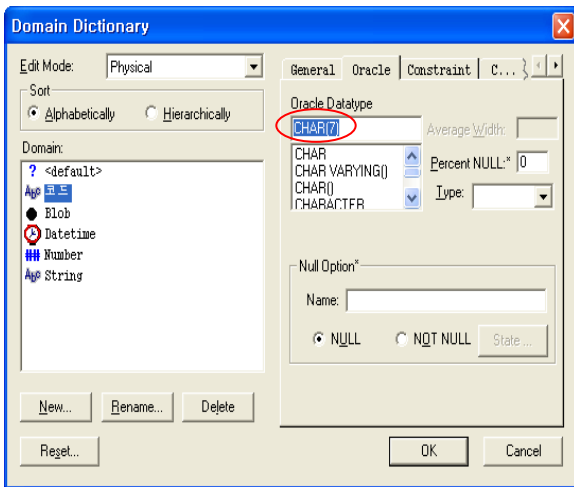 Domain Dictionary
Edit Mode:
Physical
Sort
Alphabetically
Hierarchically
Domain:
? <default>
Abc 코드
Blob
Datetime
Number
Abc String
New...
Rename...
Delete
Reset...
General
Oracle
Constraint
C...
Oracle Datatype
CHAR(7)
Average Width:
CHAR
CHAR VARYING()
CHAR()
CHARACTER
Percent NULL:*
0
Type:
Null Option*
Name:
NULL
NOT NULL
State ...
OK
Cancel